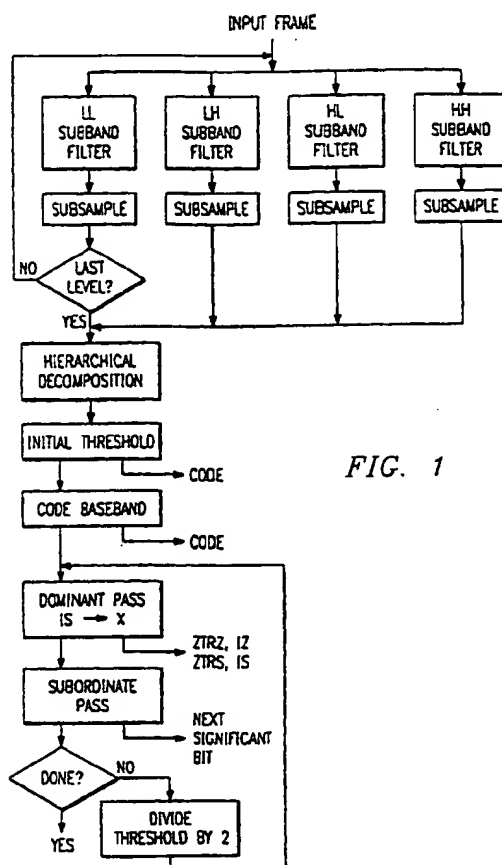 INPUT FRAME
LL
SUBBAND
FILTER
LH
SUBBAND
FILTER
HL
SUBBAND
FILTER
HH
SUBBAND
FILTER
SUBSAMPLE
SUBSAMPLE
SUBSAMPLE
SUBSAMPLE
NO
LAST
LEVEL?
YES
HIERARCHICAL
DECOMPOSITION
INITIAL THRESHOLD
CODE
FIG. 1
CODE BASEBAND
CODE
DOMINANT PASS
IS → X
ZTRZ, IZ
ZTRS, IS
SUBORDINATE
PASS
NEXT
SIGNIFICANT
BIT
DONE?
NO
YES
DIVIDE
THRESHOLD BY 2